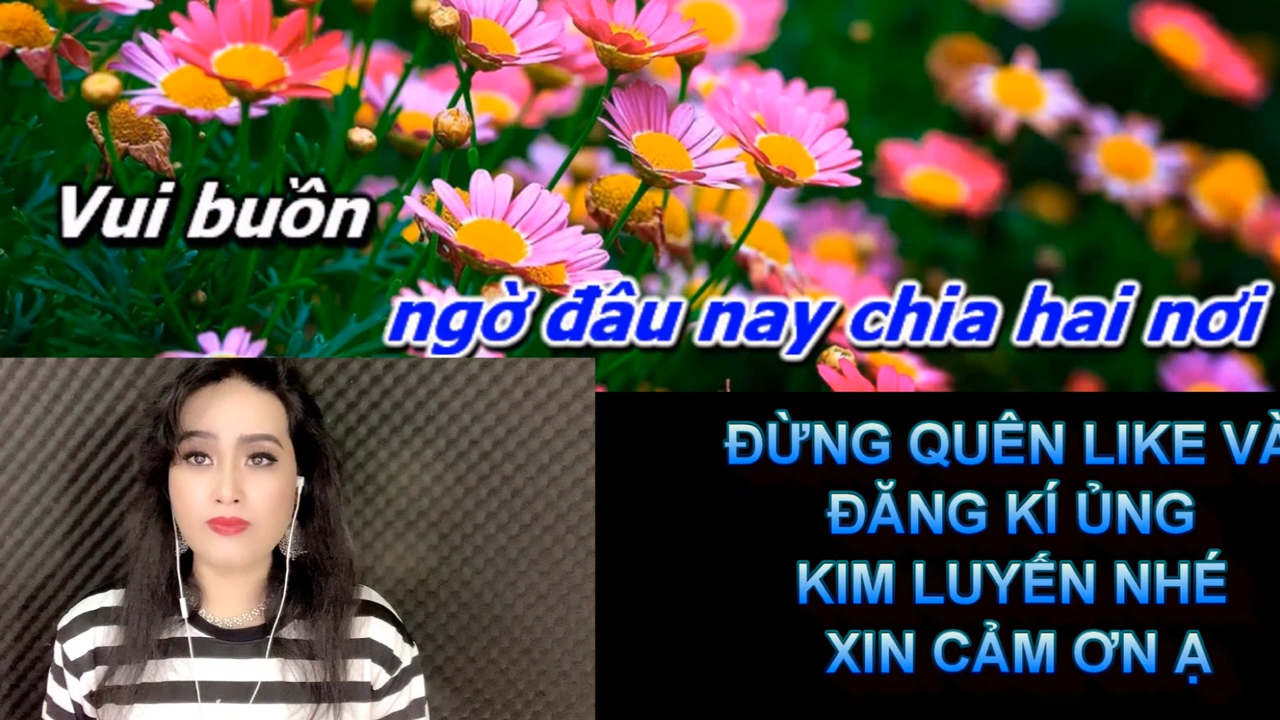 Vui buồn
ngờ đâu nay chia hai nơi
ĐỪNG QUÊN LIKE VÀ
ĐĂNG KÍ ỦNG
KIM LUYẾN NHÉ
XIN CẢM ƠN Ạ